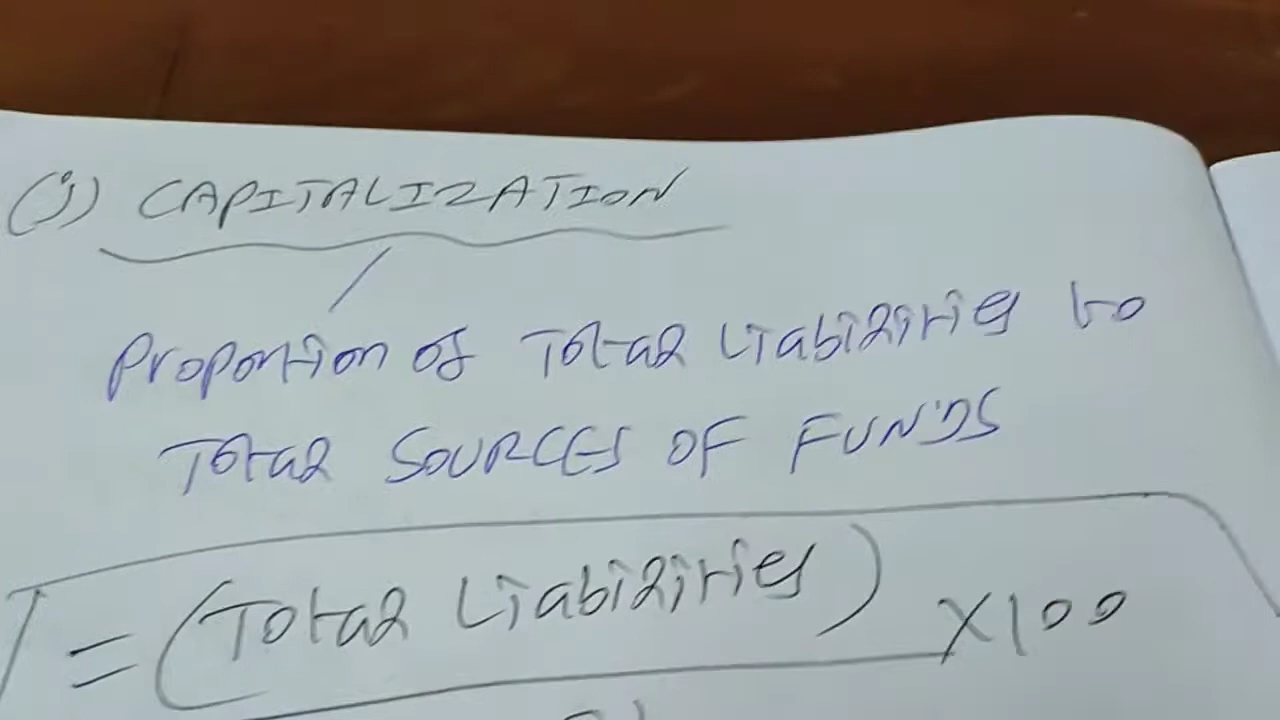 (j) CAPITALIZATION
Proportion of Total Liabilities to
Total SOURCES OF FUNDS
= (Total Liabilities) X100